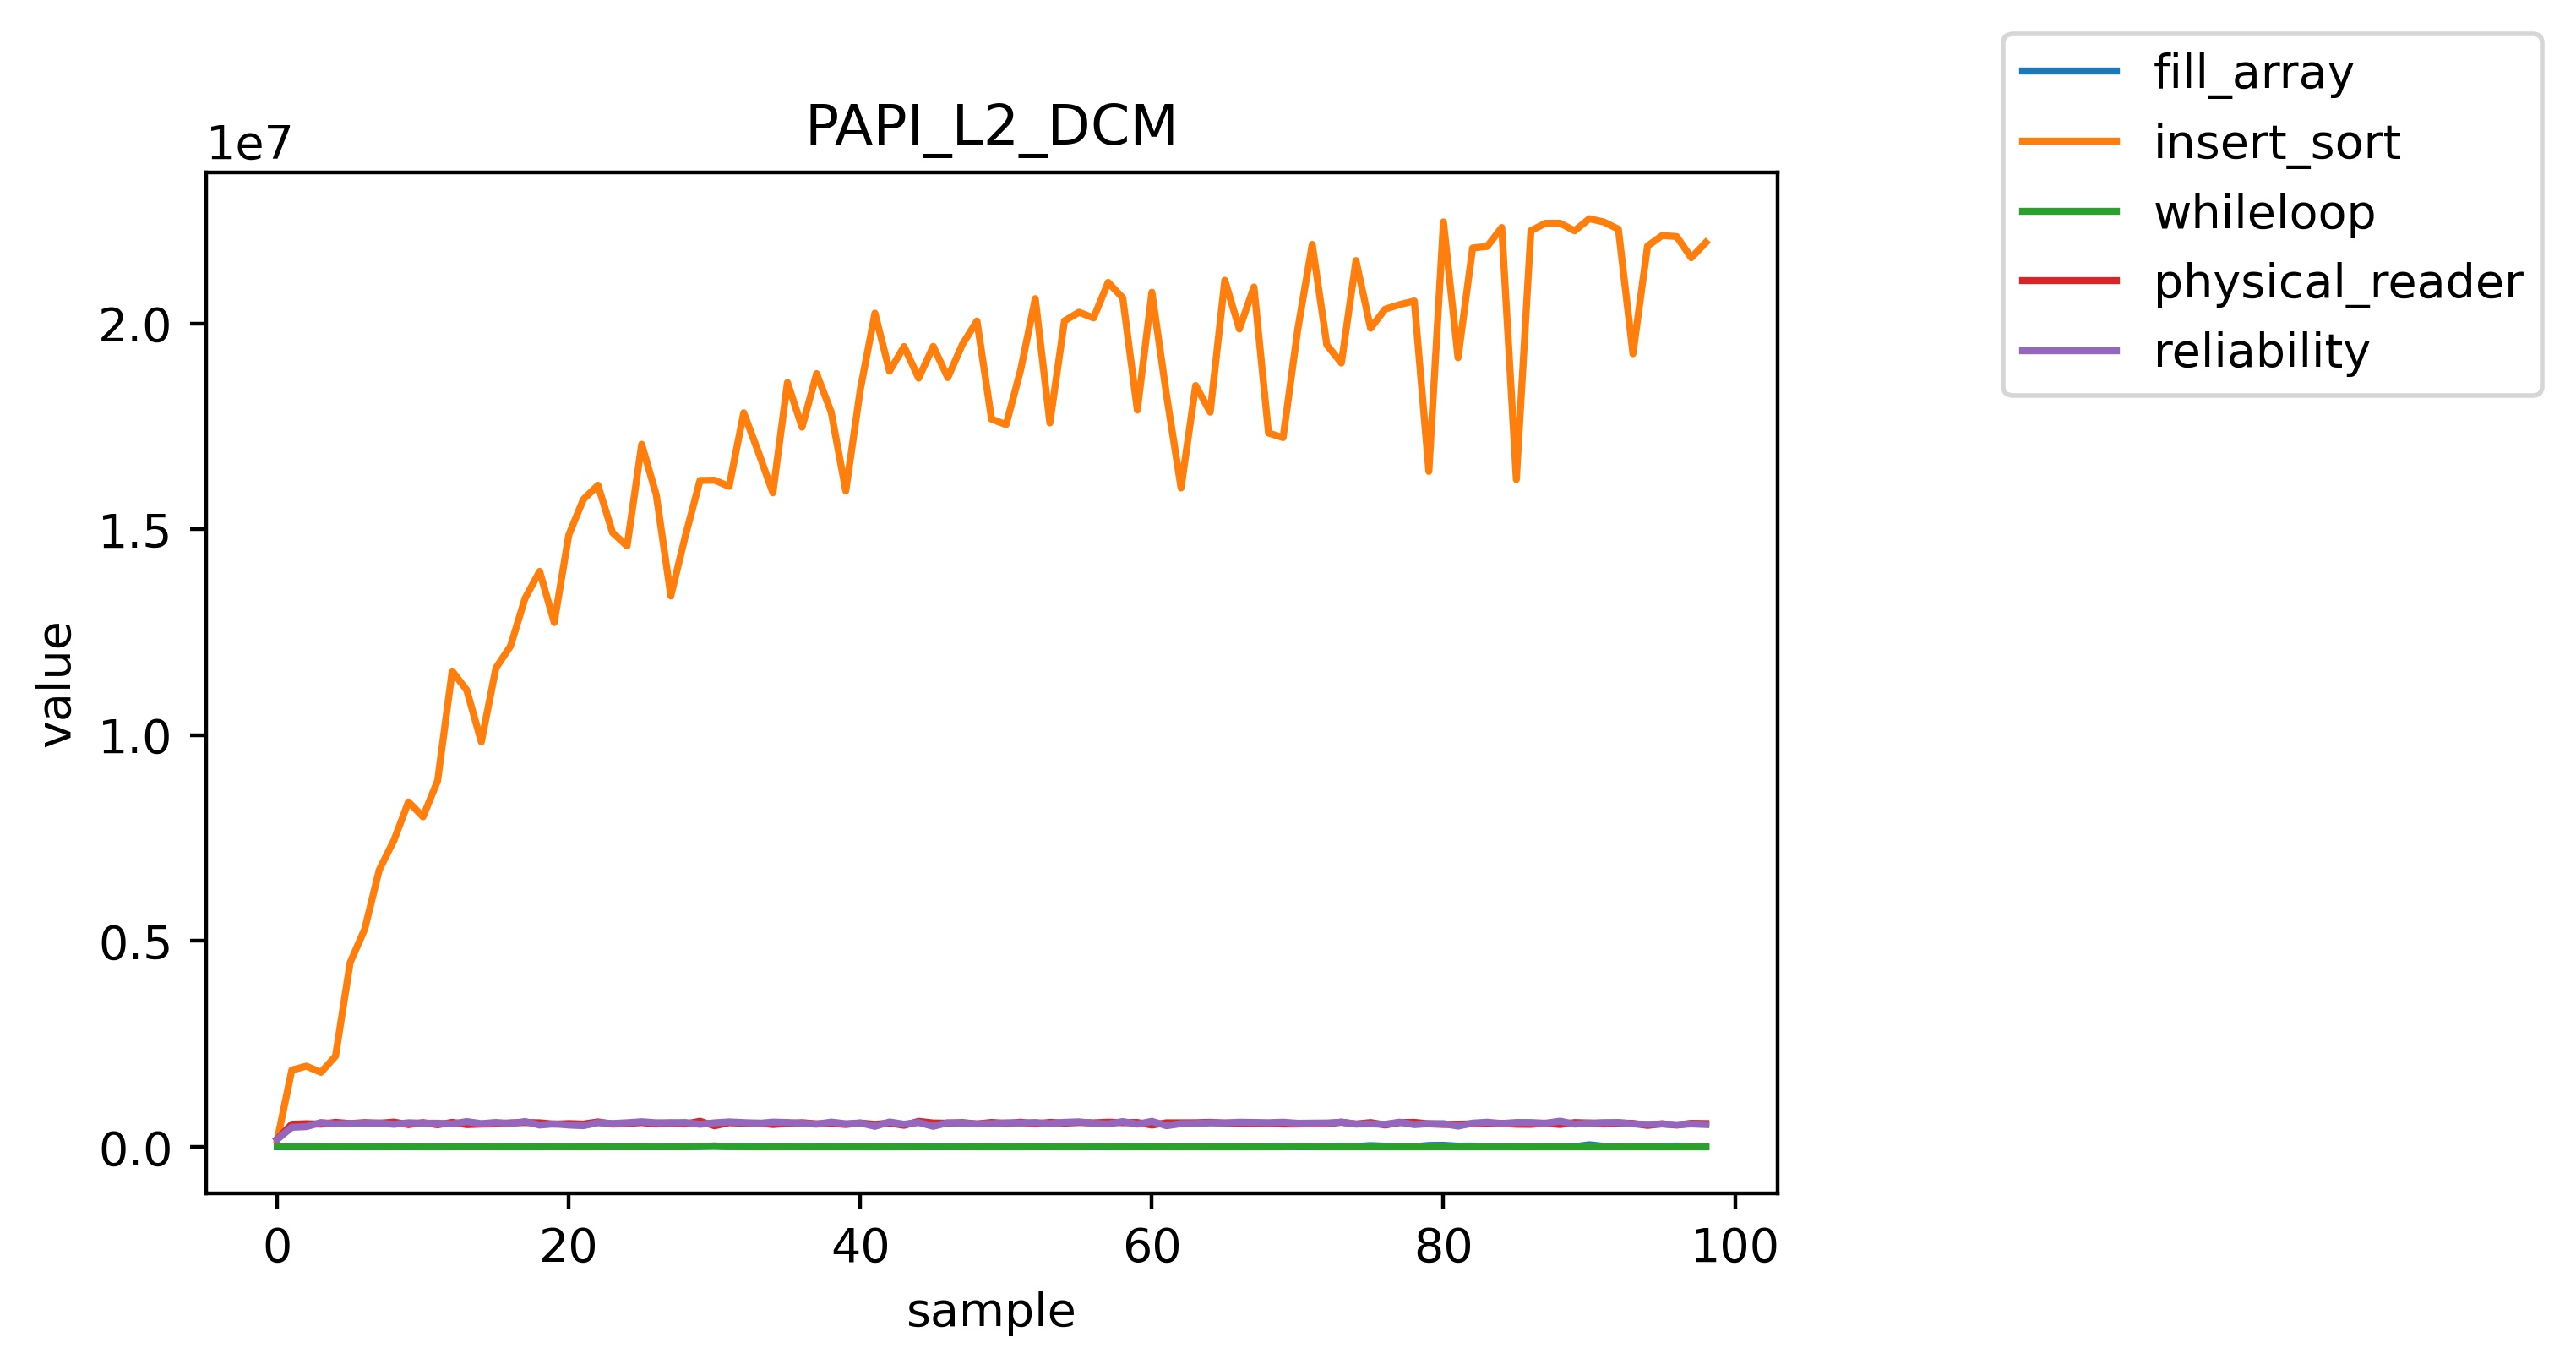 PAPI_L2_DCM
1e7
2.0
1.5
1.0
0.5
0.0
value
0 20 40 60 80 100
sample
fill_array
insert_sort
whileloop
physical_reader
reliability